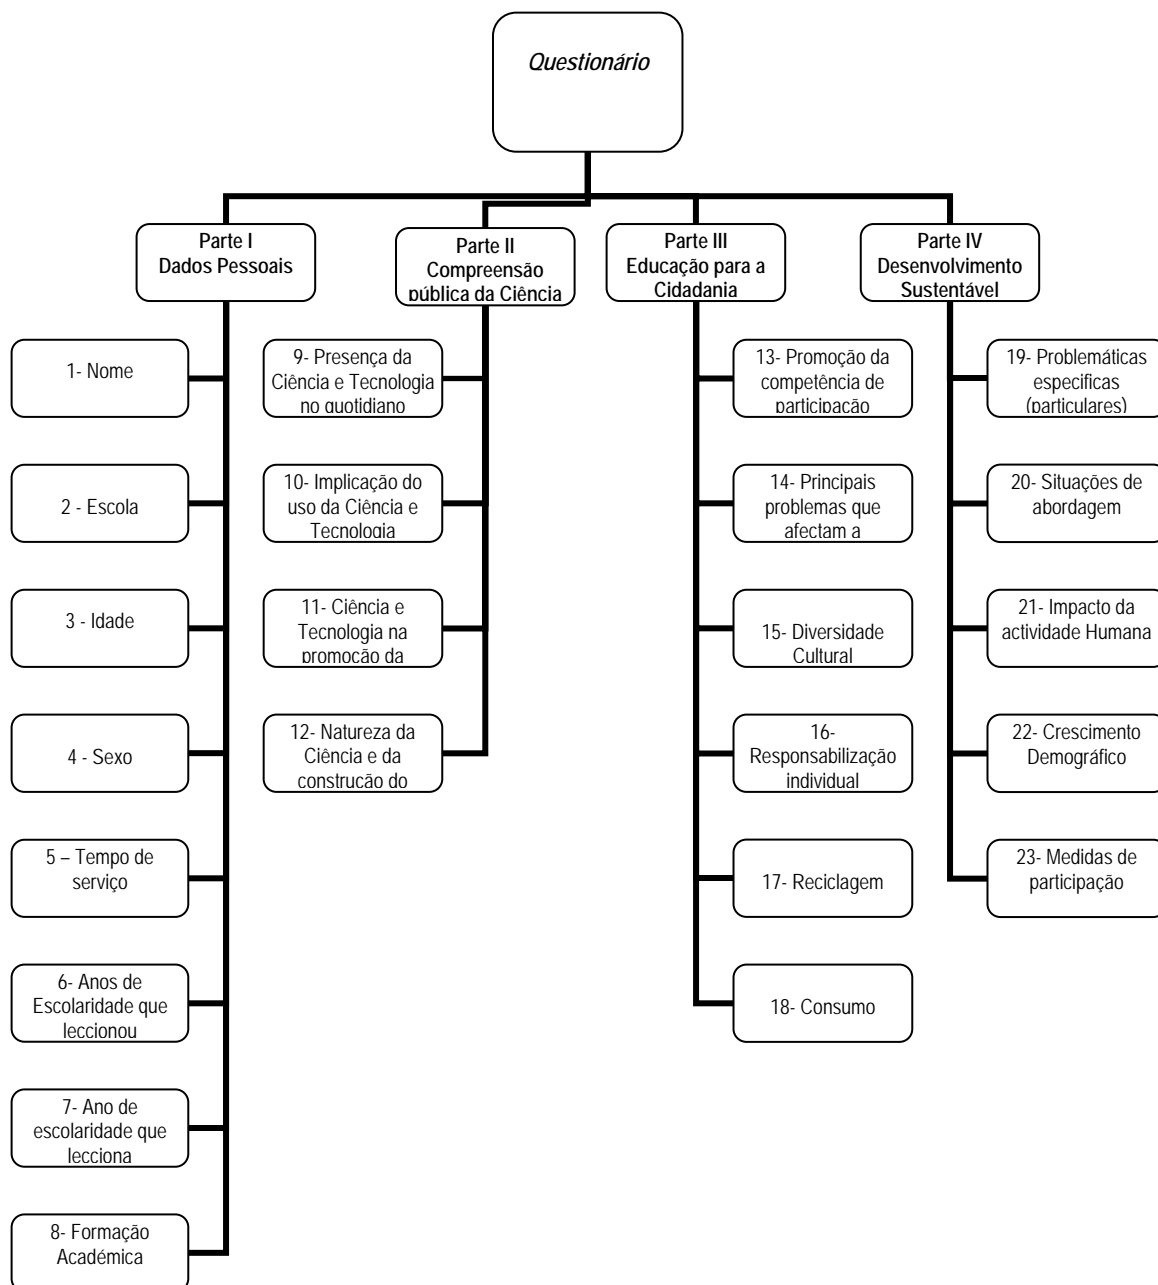 Questionário
Parte I
Dados Pessoais
1- Nome
2 - Escola
3 - Idade
4 - Sexo
5 – Tempo de
serviço
6- Anos de
Escolaridade que
leccionou
7- Ano de
escolaridade que
lecciona
8- Formação
Académica
Parte II
Compreensão
pública da Ciência
9- Presença da
Ciência e Tecnologia
no quotidiano
10- Implicação do
uso da Ciência e
Tecnologia
11- Ciência e
Tecnologia na
promoção da
12- Natureza da
Ciência e da
construção do
Parte III
Educação para a
Cidadania
13- Promoção da
competência de
participação
14- Principais
problemas que
afectam a
15- Diversidade
Cultural
16-
Responsabilização
individual
17- Reciclagem
18- Consumo
Parte IV
Desenvolvimento
Sustentável
19- Problemáticas
especificas
(particulares)
20- Situações de
abordagem
21- Impacto da
actividade Humana
22- Crescimento
Demográfico
23- Medidas de
participação